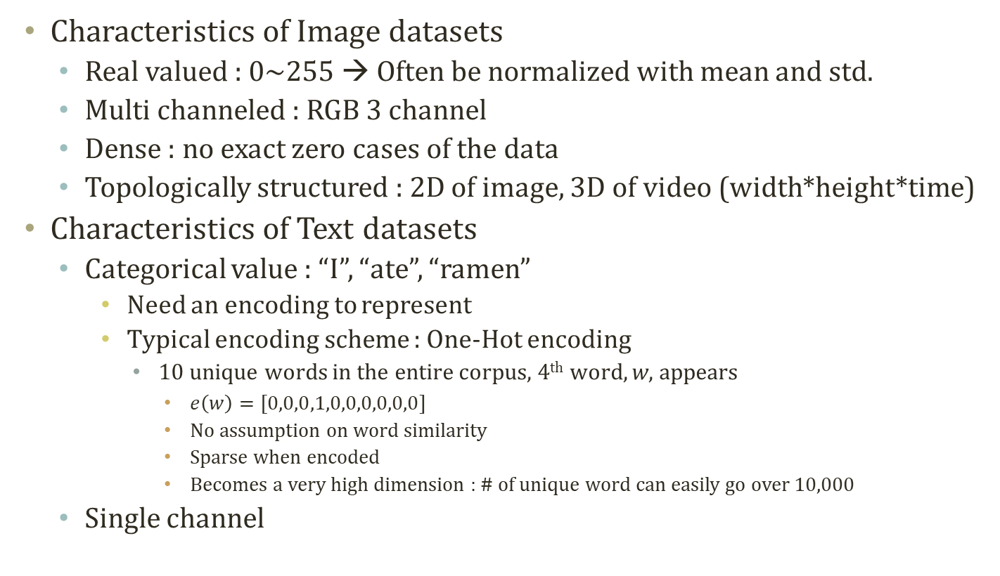 • Characteristics of Image datasets
• Real valued : 0~255 → Often be normalized with mean and std.
• Multi channeled : RGB 3 channel
• Dense : no exact zero cases of the data
• Topologically structured : 2D of image, 3D of video (width*height*time)
• Characteristics of Text datasets
• Categorical value : “I”, “ate”, “ramen”
• Need an encoding to represent
• Typical encoding scheme : One-Hot encoding
• 10 unique words in the entire corpus, 4th word, w, appears
• e(w) = [0,0,0,1,0,0,0,0,0,0]
• No assumption on word similarity
• Sparse when encoded
• Becomes a very high dimension : # of unique word can easily go over 10,000
• Single channel